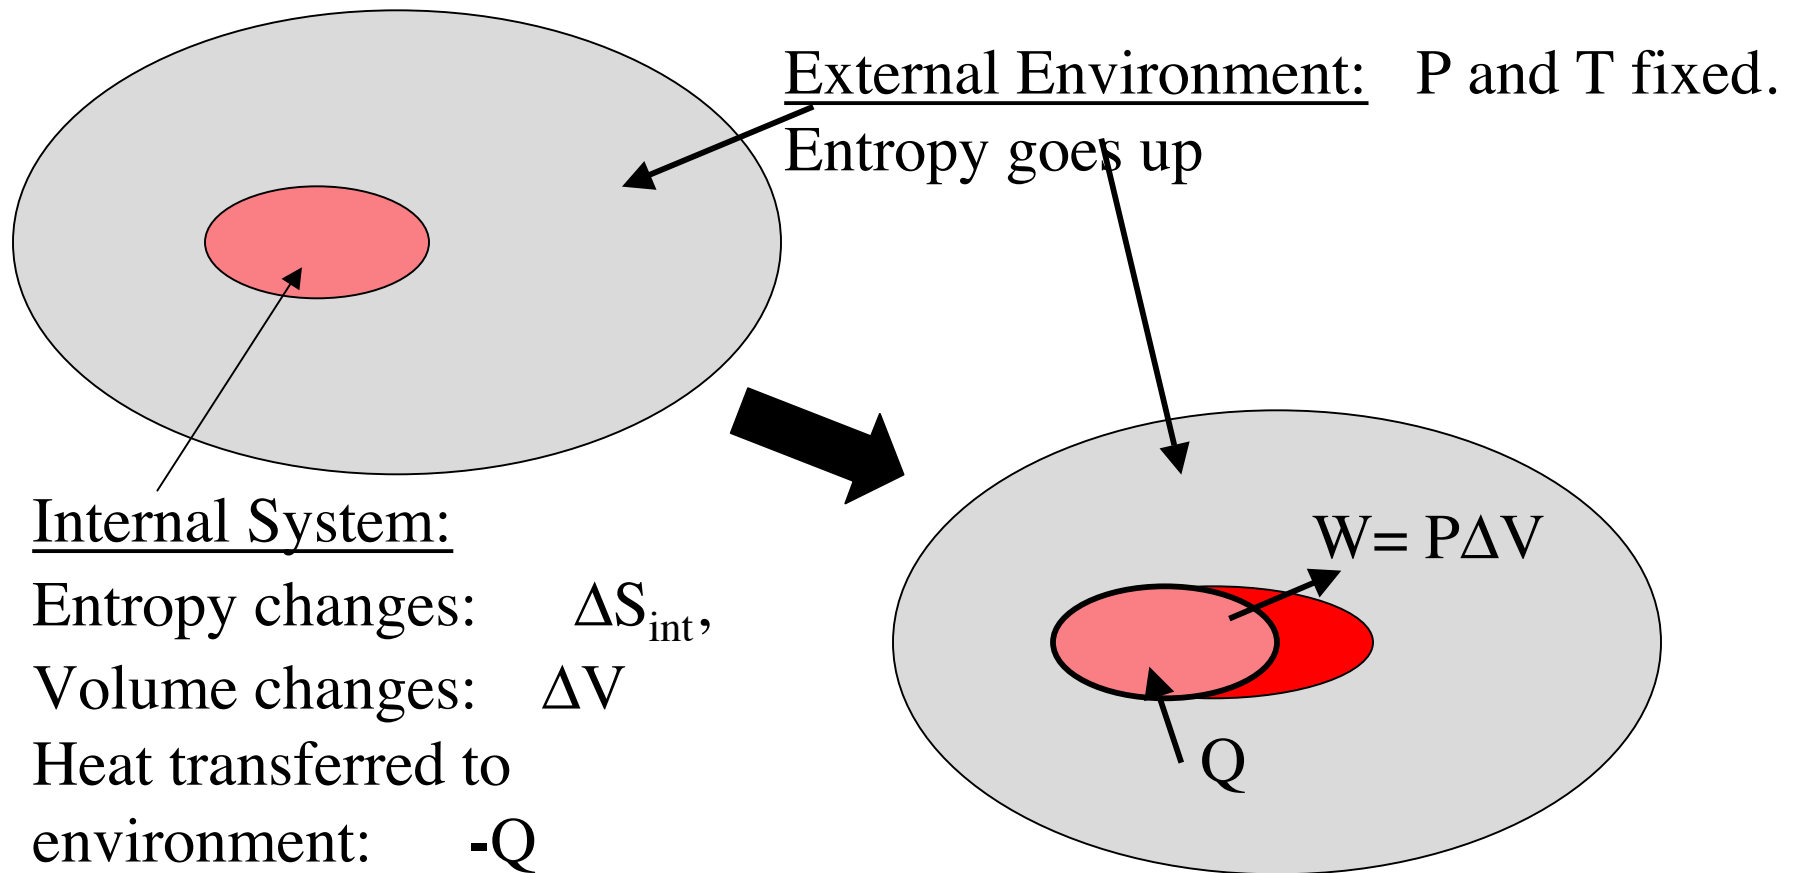 External Environment: P and T fixed.
Entropy goes up
Internal System:
Entropy changes: ΔS_int,
Volume changes: ΔV
Heat transferred to
environment: -Q
W= PΔV
Q